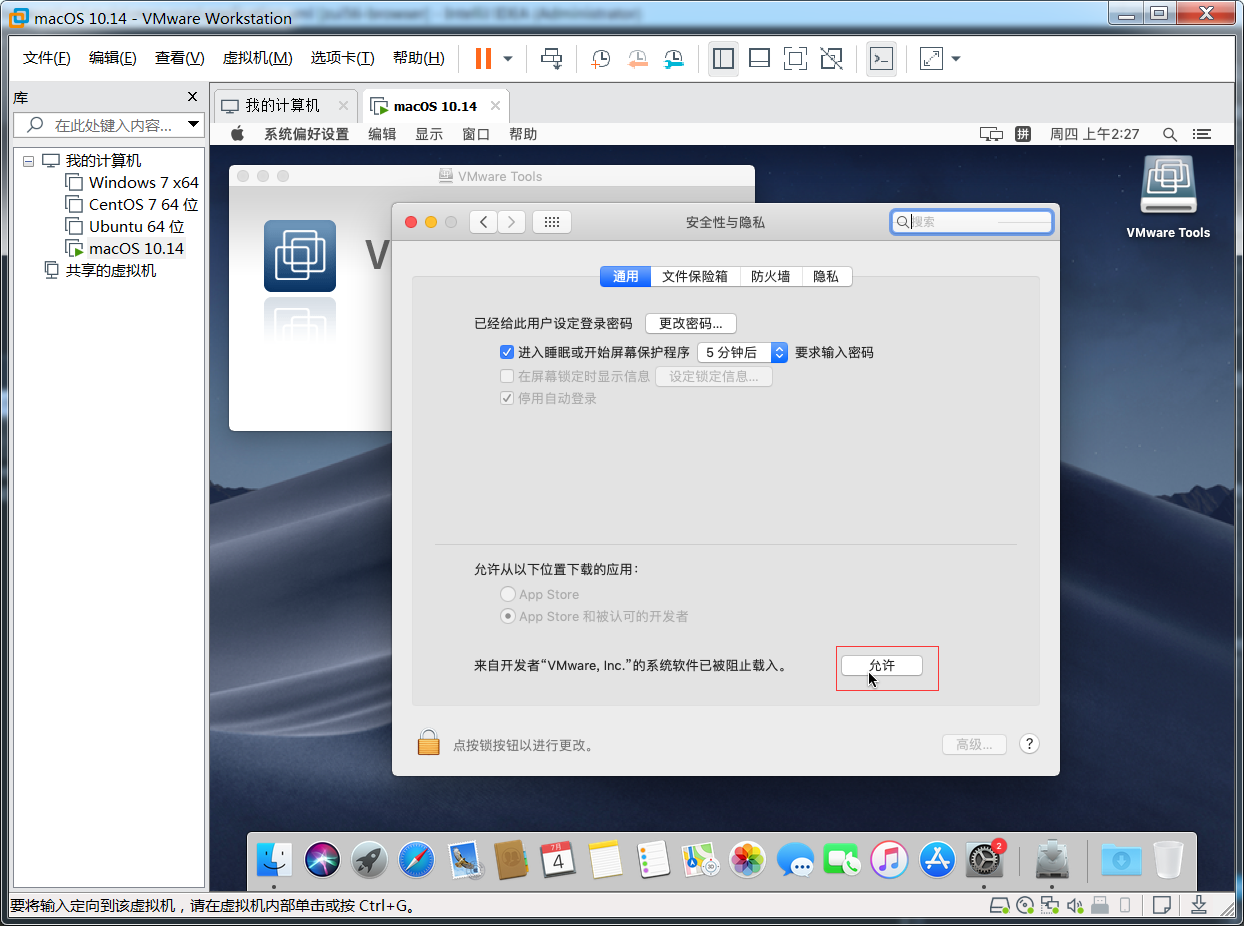 macOS 10.14 - VMware Workstation
文件(F) 编辑(E) 查看(V) 虚拟机(M) 选项卡(T) 帮助(H)
库
在此处键入内容...
我的计算机
Windows 7 x64
CentOS 7 64 位
Ubuntu 64 位
macOS 10.14
共享的虚拟机
我的计算机 macOS 10.14
系统偏好设置 编辑 显示 窗口 帮助 拼 周四 上午2:27
VMware Tools
VMware Tools
V
安全性与隐私
搜索
通用 文件保险箱 防火墙 隐私
已经给此用户设定登录密码 更改密码...
进入睡眠或开始屏幕保护程序 5 分钟后 要求输入密码
在屏幕锁定时显示信息 设定锁定信息...
停用自动登录
允许从以下位置下载的应用：
App Store
App Store 和被认可的开发者
来自开发者“VMware, Inc.”的系统软件已被阻止载入。 允许
点按锁按钮以进行更改。
高级... ?
7月
4
3D
2
要将输入定向到该虚拟机，请在虚拟机内部单击或按 Ctrl+G。